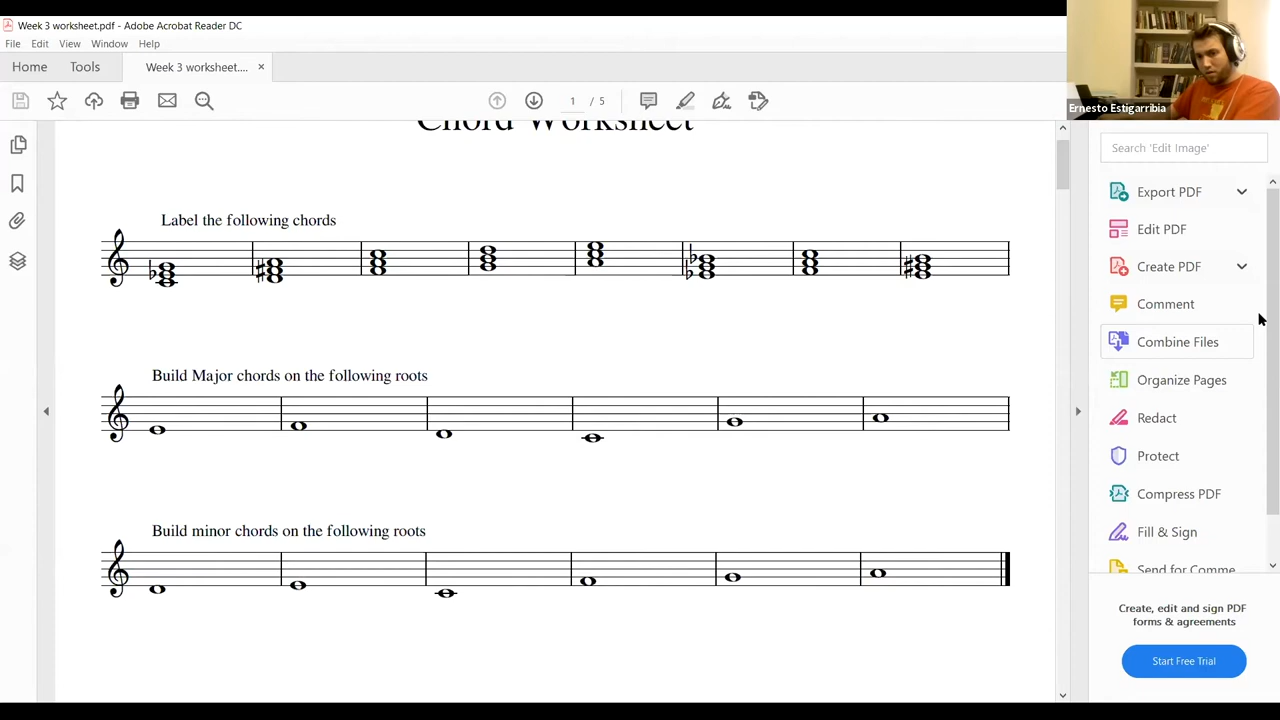 Week 3 worksheet.pdf - Adobe Acrobat Reader DC
File Edit View Window Help
Home Tools Week 3 worksheet.... ×
1 / 5
Ernesto Estigarribia
Chord Worksheet
Label the following chords
Build Major chords on the following roots
Build minor chords on the following roots
Search 'Edit Image'
Export PDF
Edit PDF
Create PDF
Comment
Combine Files
Organize Pages
Redact
Protect
Compress PDF
Fill & Sign
Send for Comme
Create, edit and sign PDF
forms & agreements
Start Free Trial